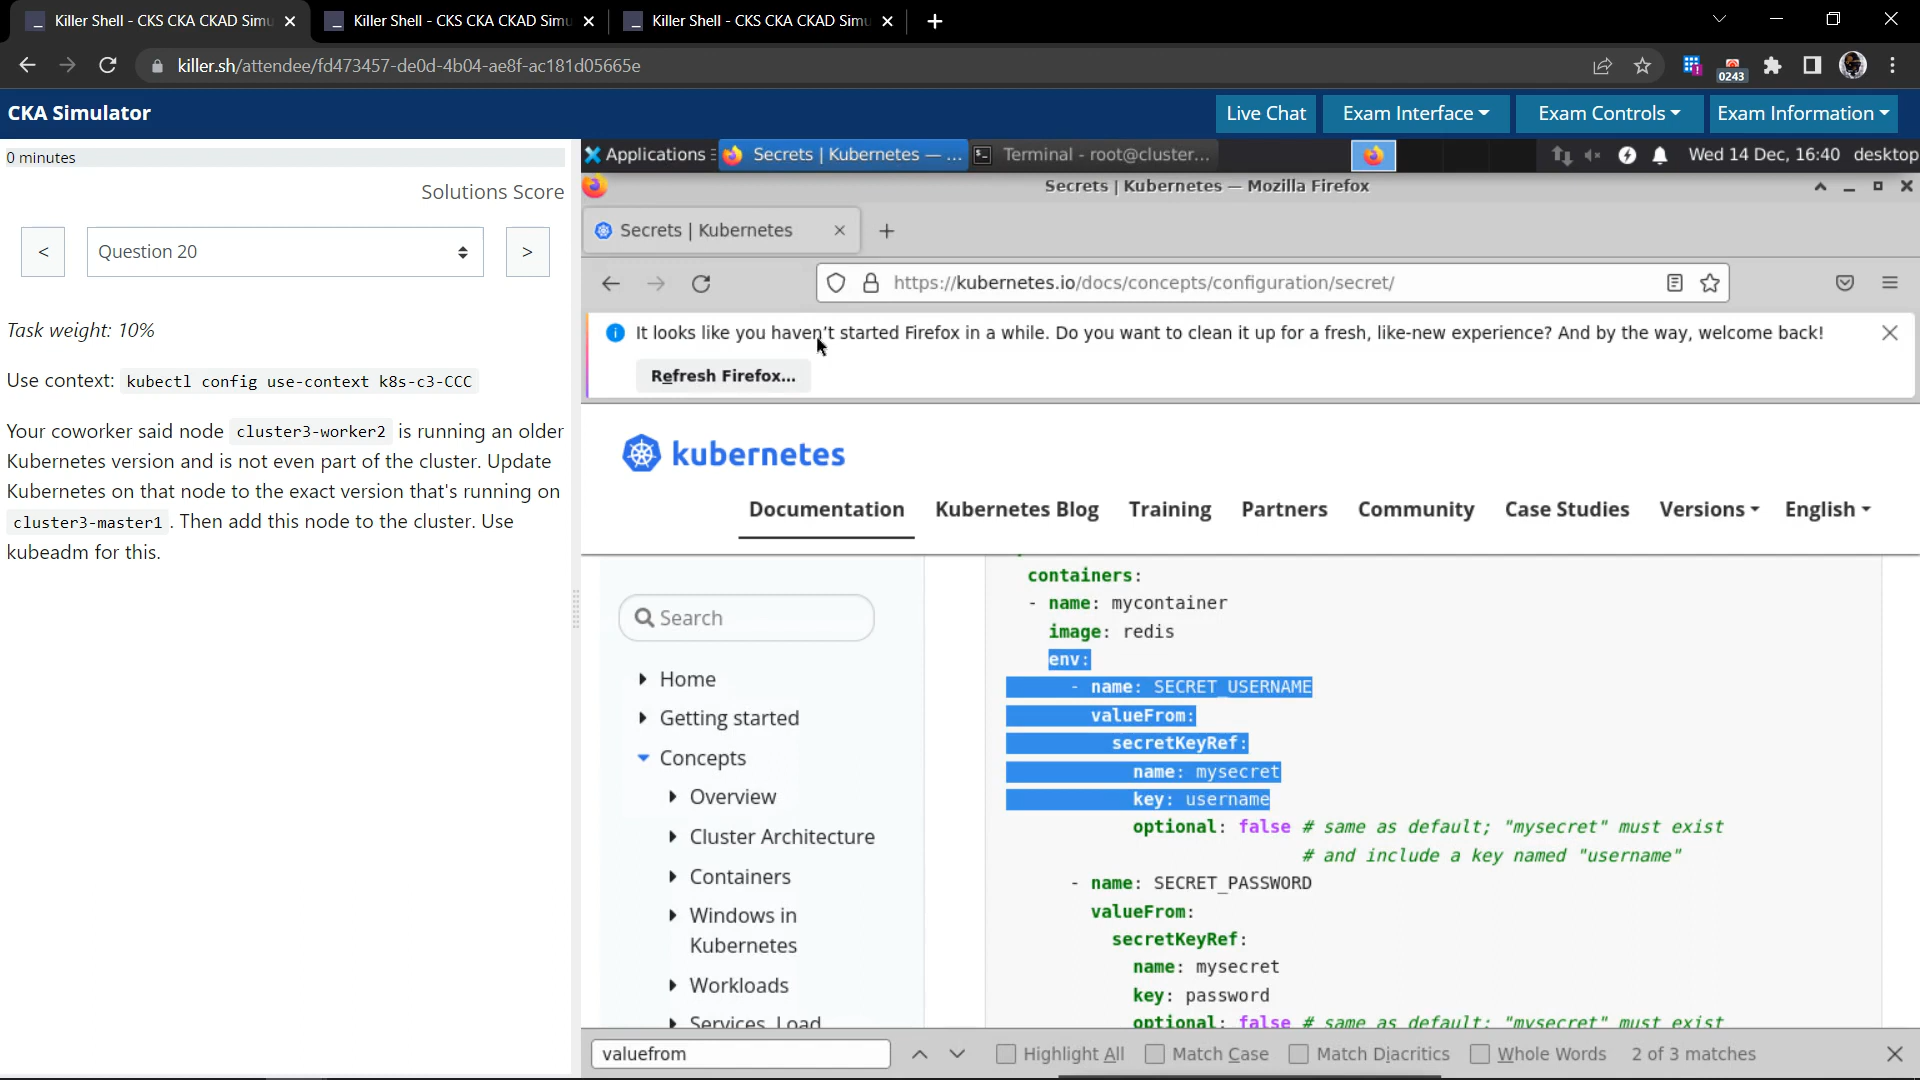 Killer Shell - CKS CKA CKAD Simu
Killer Shell - CKS CKA CKAD Simu
Killer Shell - CKS CKA CKAD Simu
killer.sh/attendee/fd473457-de0d-4b04-ae8f-ac181d05665e
0243
CKA Simulator
Live Chat
Exam Interface
Exam Controls
Exam Information
0 minutes
Solutions Score
<
Question 20
>
Task weight: 10%
Use context: kubectl config use-context k8s-c3-CCC
Your coworker said node cluster3-worker2 is running an older
Kubernetes version and is not even part of the cluster. Update
Kubernetes on that node to the exact version that's running on
cluster3-master1 . Then add this node to the cluster. Use
kubeadm for this.
Applications
Secrets | Kubernetes — ...
Terminal - root@cluster...
Wed 14 Dec, 16:40
desktop
Secrets | Kubernetes — Mozilla Firefox
Secrets | Kubernetes
https://kubernetes.io/docs/concepts/configuration/secret/
It looks like you haven't started Firefox in a while. Do you want to clean it up for a fresh, like-new experience? And by the way, welcome back!
Refresh Firefox...
kubernetes
Documentation
Kubernetes Blog
Training
Partners
Community
Case Studies
Versions
English
Search
Home
Getting started
Concepts
Overview
Cluster Architecture
Containers
Windows in
Kubernetes
Workloads
Services, Load
containers:
- name: mycontainer
image: redis
env:
- name: SECRET_USERNAME
valueFrom:
secretKeyRef:
name: mysecret
key: username
optional: false # same as default; "mysecret" must exist
# and include a key named "username"
- name: SECRET_PASSWORD
valueFrom:
secretKeyRef:
name: mysecret
key: password
optional: false # same as default; "mysecret" must exist
valuefrom
Highlight All
Match Case
Match Diacritics
Whole Words
2 of 3 matches